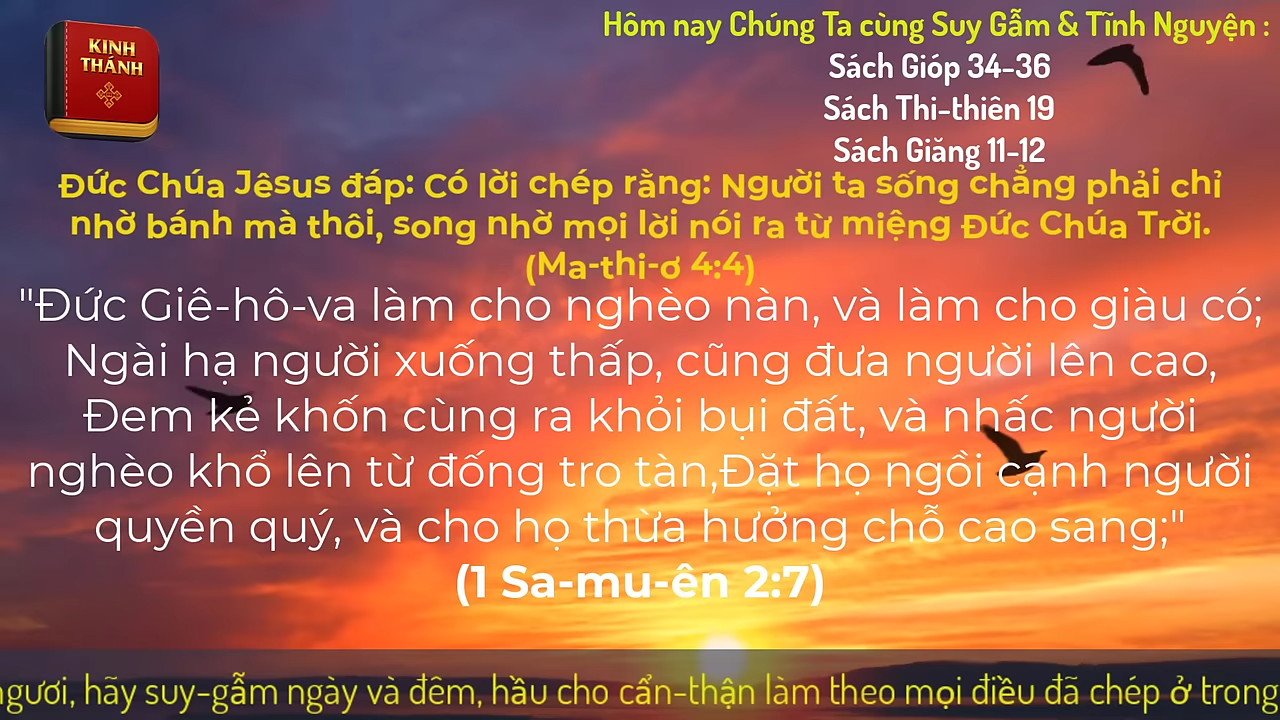 KINH
THÁNH
Hôm nay Chúng Ta cùng Suy Gẫm & Tĩnh Nguyện :
Sách Gióp 34-36
Sách Thi-thiên 19
Sách Giăng 11-12
Đức Chúa Jêsus đáp: Có lời chép rằng: Người ta sống chẳng phải chỉ
nhờ bánh mà thôi, song nhờ mọi lời nói ra từ miệng Đức Chúa Trời.
(Ma-thi-ơ 4:4)
"Đức Giê-hô-va làm cho nghèo nàn, và làm cho giàu có;
Ngài hạ người xuống thấp, cũng đưa người lên cao,
Đem kẻ khốn cùng ra khỏi bụi đất, và nhấc người
nghèo khổ lên từ đống tro tàn,Đặt họ ngồi cạnh người
quyền quý, và cho họ thừa hưởng chỗ cao sang;"
(1 Sa-mu-ên 2:7)
ngươi, hãy suy-gẫm ngày và đêm, hầu cho cẩn-thận làm theo mọi điều đã chép ở trong